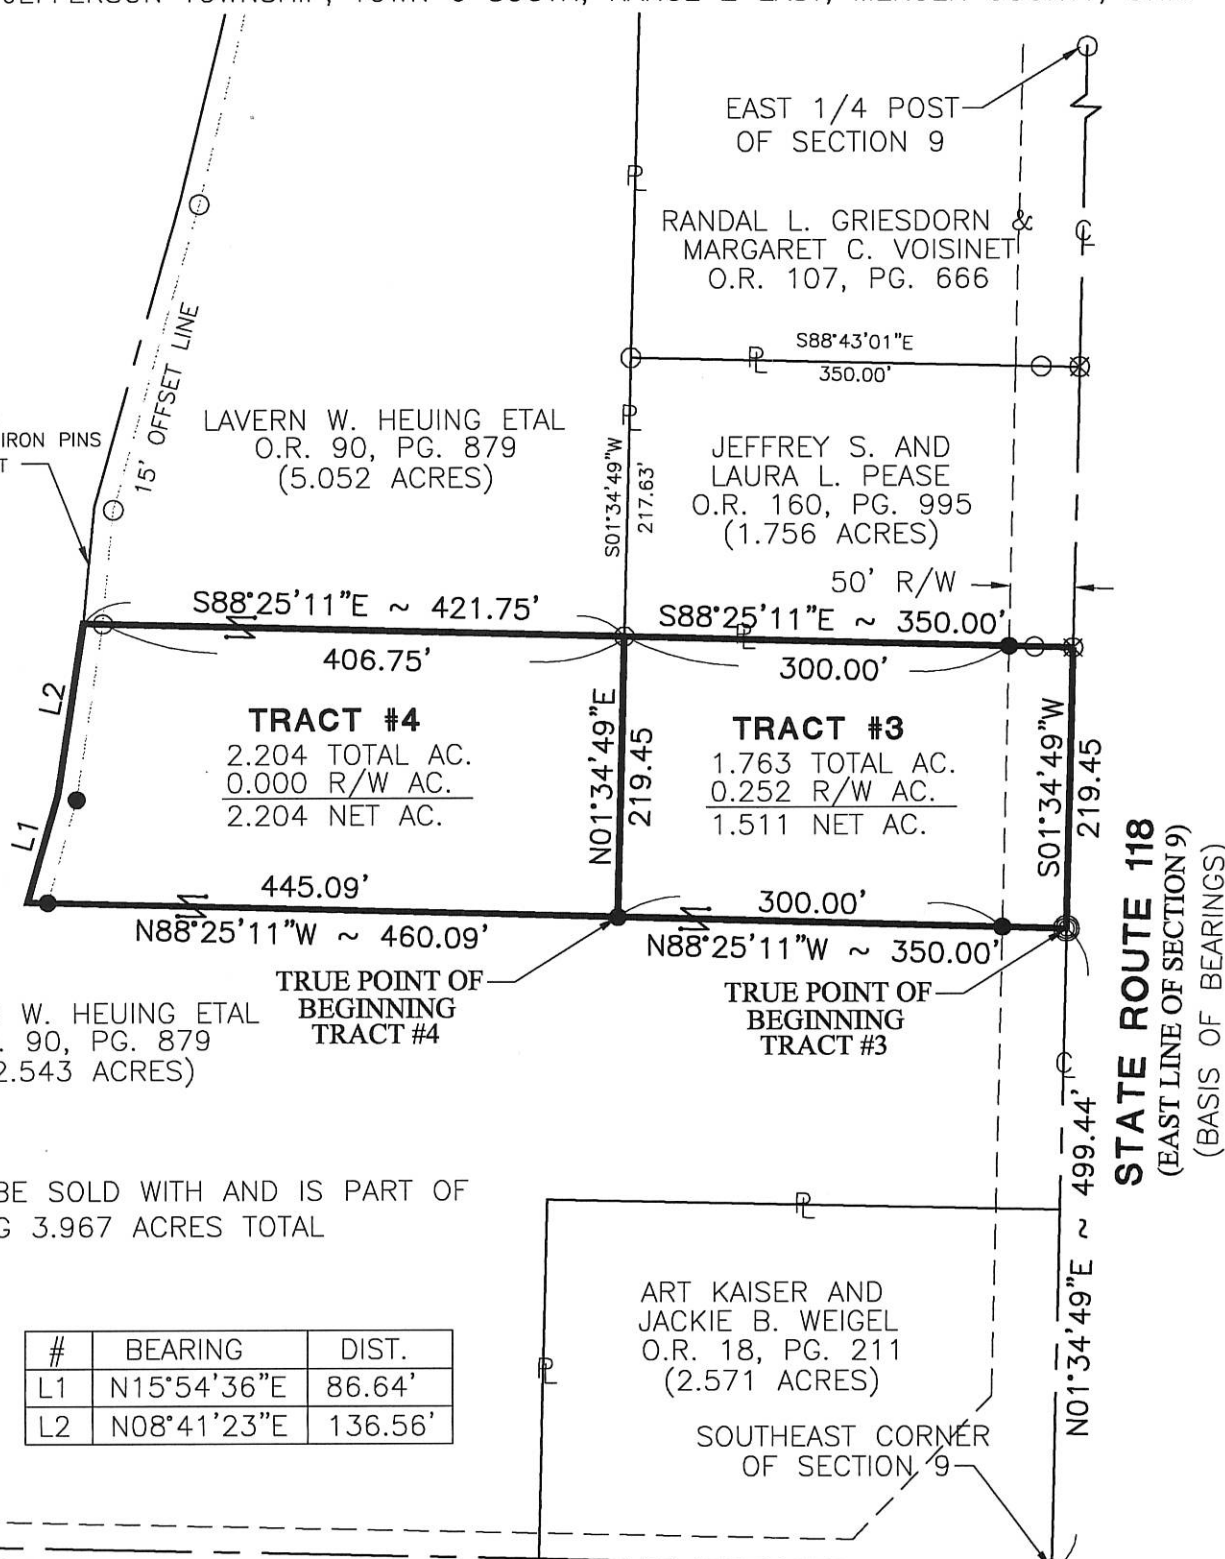 EAST 1/4 POST
OF SECTION 9
RANDAL L. GRIESDORN &
MARGARET C. VOISINET
O.R. 107, PG. 666
S88°43'01"E
350.00'
15' OFFSET LINE
IRON PINS
LAVERN W. HEUING ETAL
O.R. 90, PG. 879
(5.052 ACRES)
S01°34'49"W
217.63'
JEFFREY S. AND
LAURA L. PEASE
O.R. 160, PG. 995
(1.756 ACRES)
50' R/W
S88°25'11"E ~ 421.75'
406.75'
S88°25'11"E ~ 350.00'
300.00'
L2
L1
TRACT #4
2.204 TOTAL AC.
0.000 R/W AC.
2.204 NET AC.
N01°34'49"E
219.45
TRACT #3
1.763 TOTAL AC.
0.252 R/W AC.
1.511 NET AC.
S01°34'49"W
219.45
445.09'
N88°25'11"W ~ 460.09'
300.00'
N88°25'11"W ~ 350.00'
TRUE POINT OF
BEGINNING
TRACT #4
TRUE POINT OF
BEGINNING
TRACT #3
STATE ROUTE 118
(EAST LINE OF SECTION 9)
(BASIS OF BEARINGS)
W. HEUING ETAL
90, PG. 879
2.543 ACRES)
N01°34'49"E ~ 499.44'
BE SOLD WITH AND IS PART OF
3.967 ACRES TOTAL
# BEARING DIST.
L1 N15°54'36"E 86.64'
L2 N08°41'23"E 136.56'
ART KAISER AND
JACKIE B. WEIGEL
O.R. 18, PG. 211
(2.571 ACRES)
SOUTHEAST CORNER
OF SECTION 9